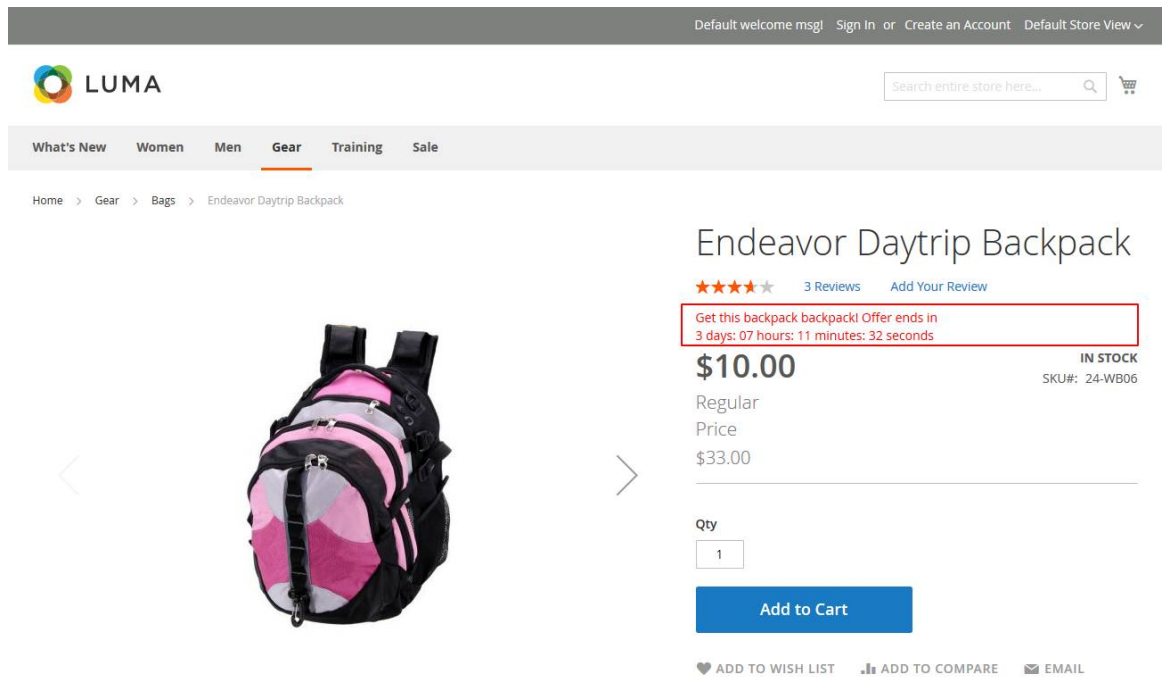 Default welcome msg! Sign In or Create an Account Default Store View
LUMA
Search entire store here...
What's New Women Men Gear Training Sale
Home > Gear > Bags > Endeavor Daytrip Backpack
Endeavor Daytrip Backpack
3 Reviews Add Your Review
Get this backpack backpack! Offer ends in
3 days: 07 hours: 11 minutes: 32 seconds
$10.00 IN STOCK
SKU#: 24-WB06
Regular
Price
$33.00
Qty
1
Add to Cart
ADD TO WISH LIST ADD TO COMPARE EMAIL